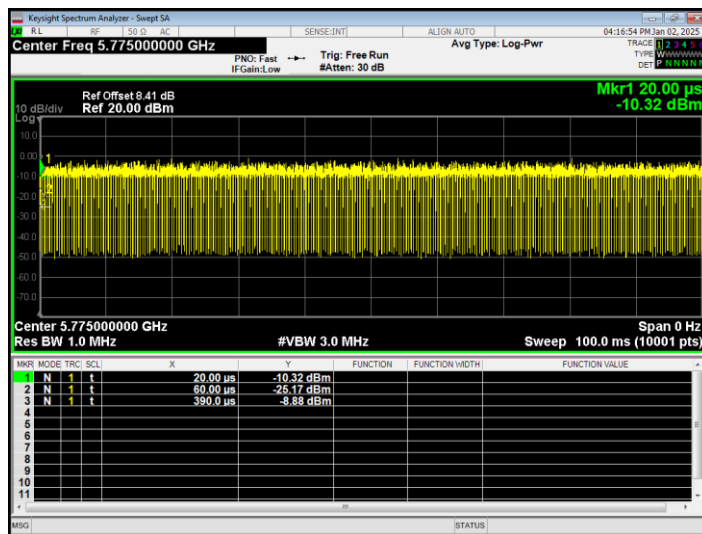 Keysight Spectrum Analyzer - Swept SA
RL RF 50 Ω AC SENSE:INT ALIGN AUTO 04:16:54 PM Jan 02, 2025
Center Freq 5.775000000 GHz Avg Type: Log-Pwr TRACE 1 2 3 4 5
PNO: Fast Trig: Free Run TYPE W
IFGain:Low #Atten: 30 dB DET P N N N N
Mkr1 20.00 µs
Ref Offset 8.41 dB
10 dB/div Ref 20.00 dBm -10.32 dBm
Log
10.0
0.00 1
-10.0
-20.0
-30.0
-40.0
-50.0
-60.0
-70.0
Center 5.775000000 GHz Span 0 Hz
Res BW 1.0 MHz #VBW 3.0 MHz Sweep 100.0 ms (10001 pts)
MKR MODE TRC SCL X Y FUNCTION FUNCTION WIDTH FUNCTION VALUE
1 N 1 t 20.00 µs -10.32 dBm
2 N 1 t 60.00 µs -25.17 dBm
3 N 1 t 390.0 µs -8.88 dBm
4
5
6
7
8
9
10
11
MSG STATUS